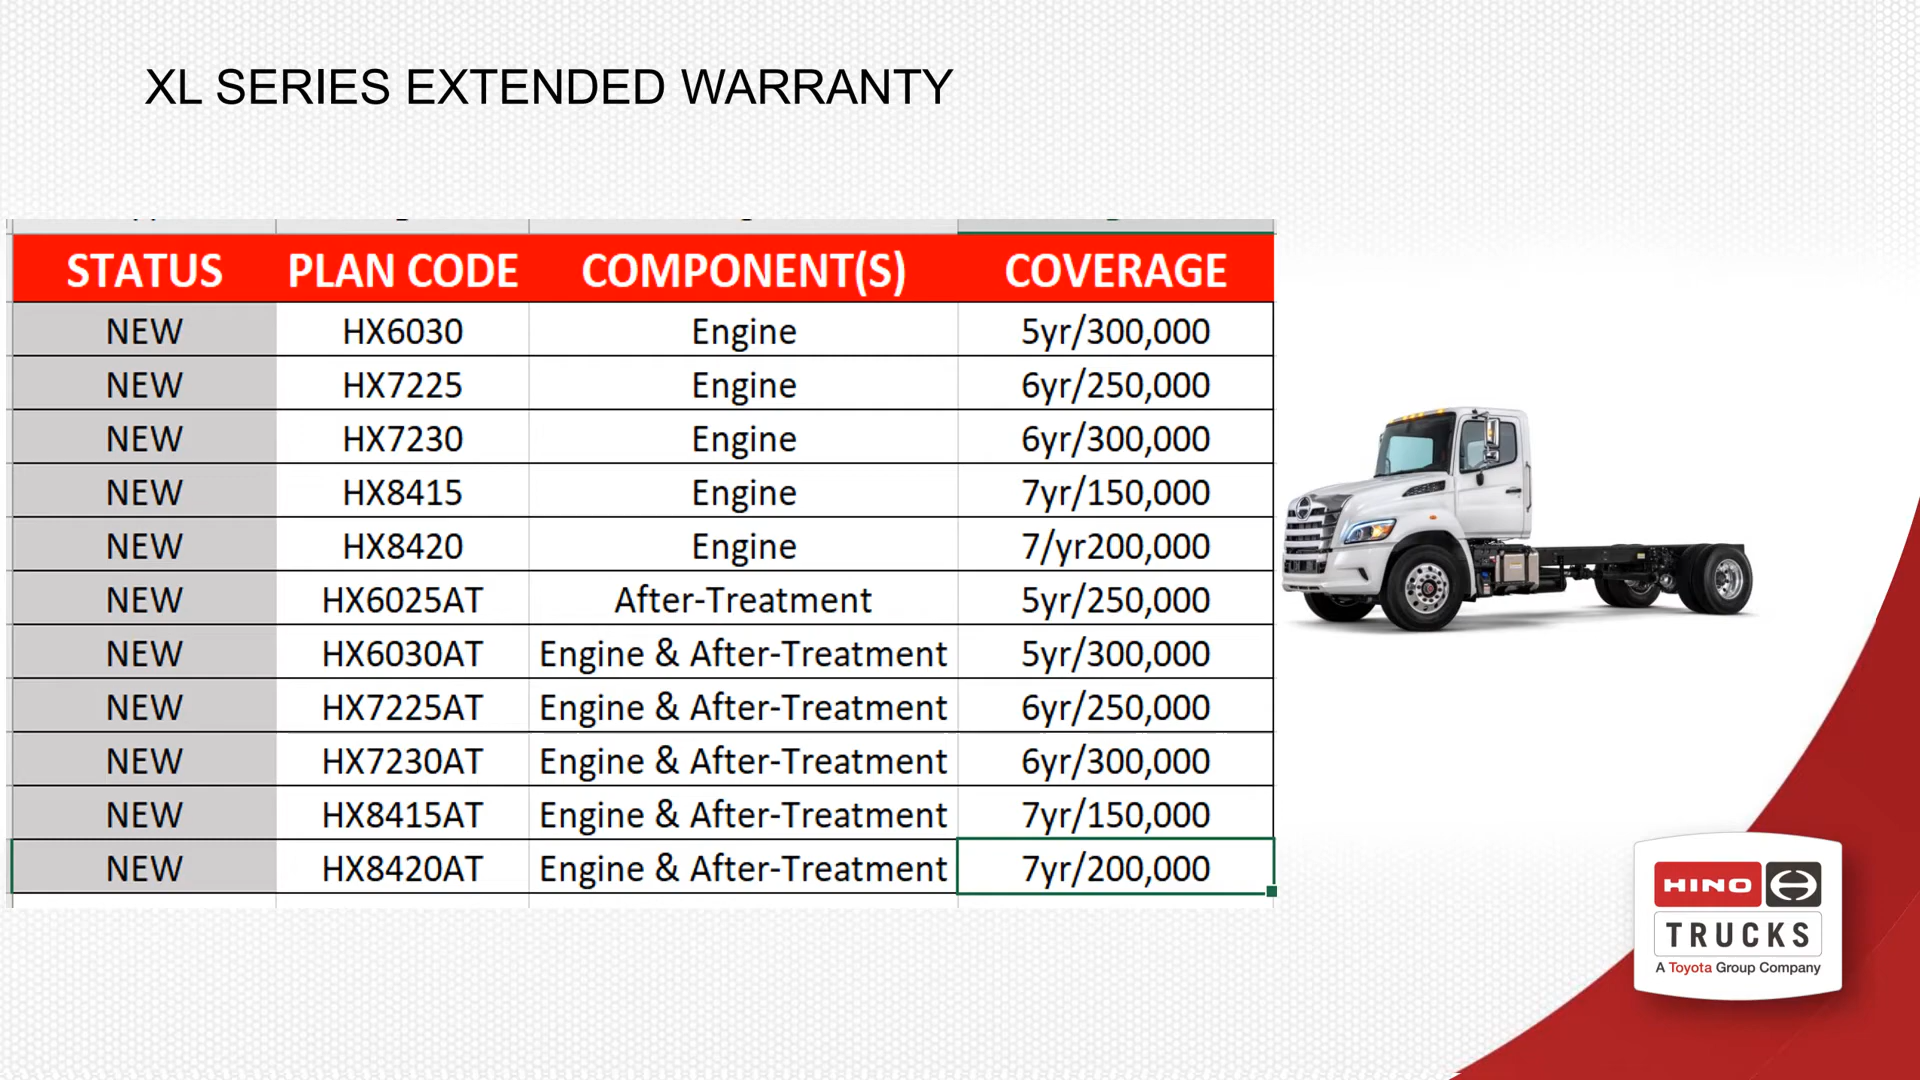 XL SERIES EXTENDED WARRANTY
STATUS PLAN CODE COMPONENT(S) COVERAGE
NEW HX6030 Engine 5yr/300,000
NEW HX7225 Engine 6yr/250,000
NEW HX7230 Engine 6yr/300,000
NEW HX8415 Engine 7yr/150,000
NEW HX8420 Engine 7/yr200,000
NEW HX6025AT After-Treatment 5yr/250,000
NEW HX6030AT Engine & After-Treatment 5yr/300,000
NEW HX7225AT Engine & After-Treatment 6yr/250,000
NEW HX7230AT Engine & After-Treatment 6yr/300,000
NEW HX8415AT Engine & After-Treatment 7yr/150,000
NEW HX8420AT Engine & After-Treatment 7yr/200,000
HINO
TRUCKS
A Toyota Group Company